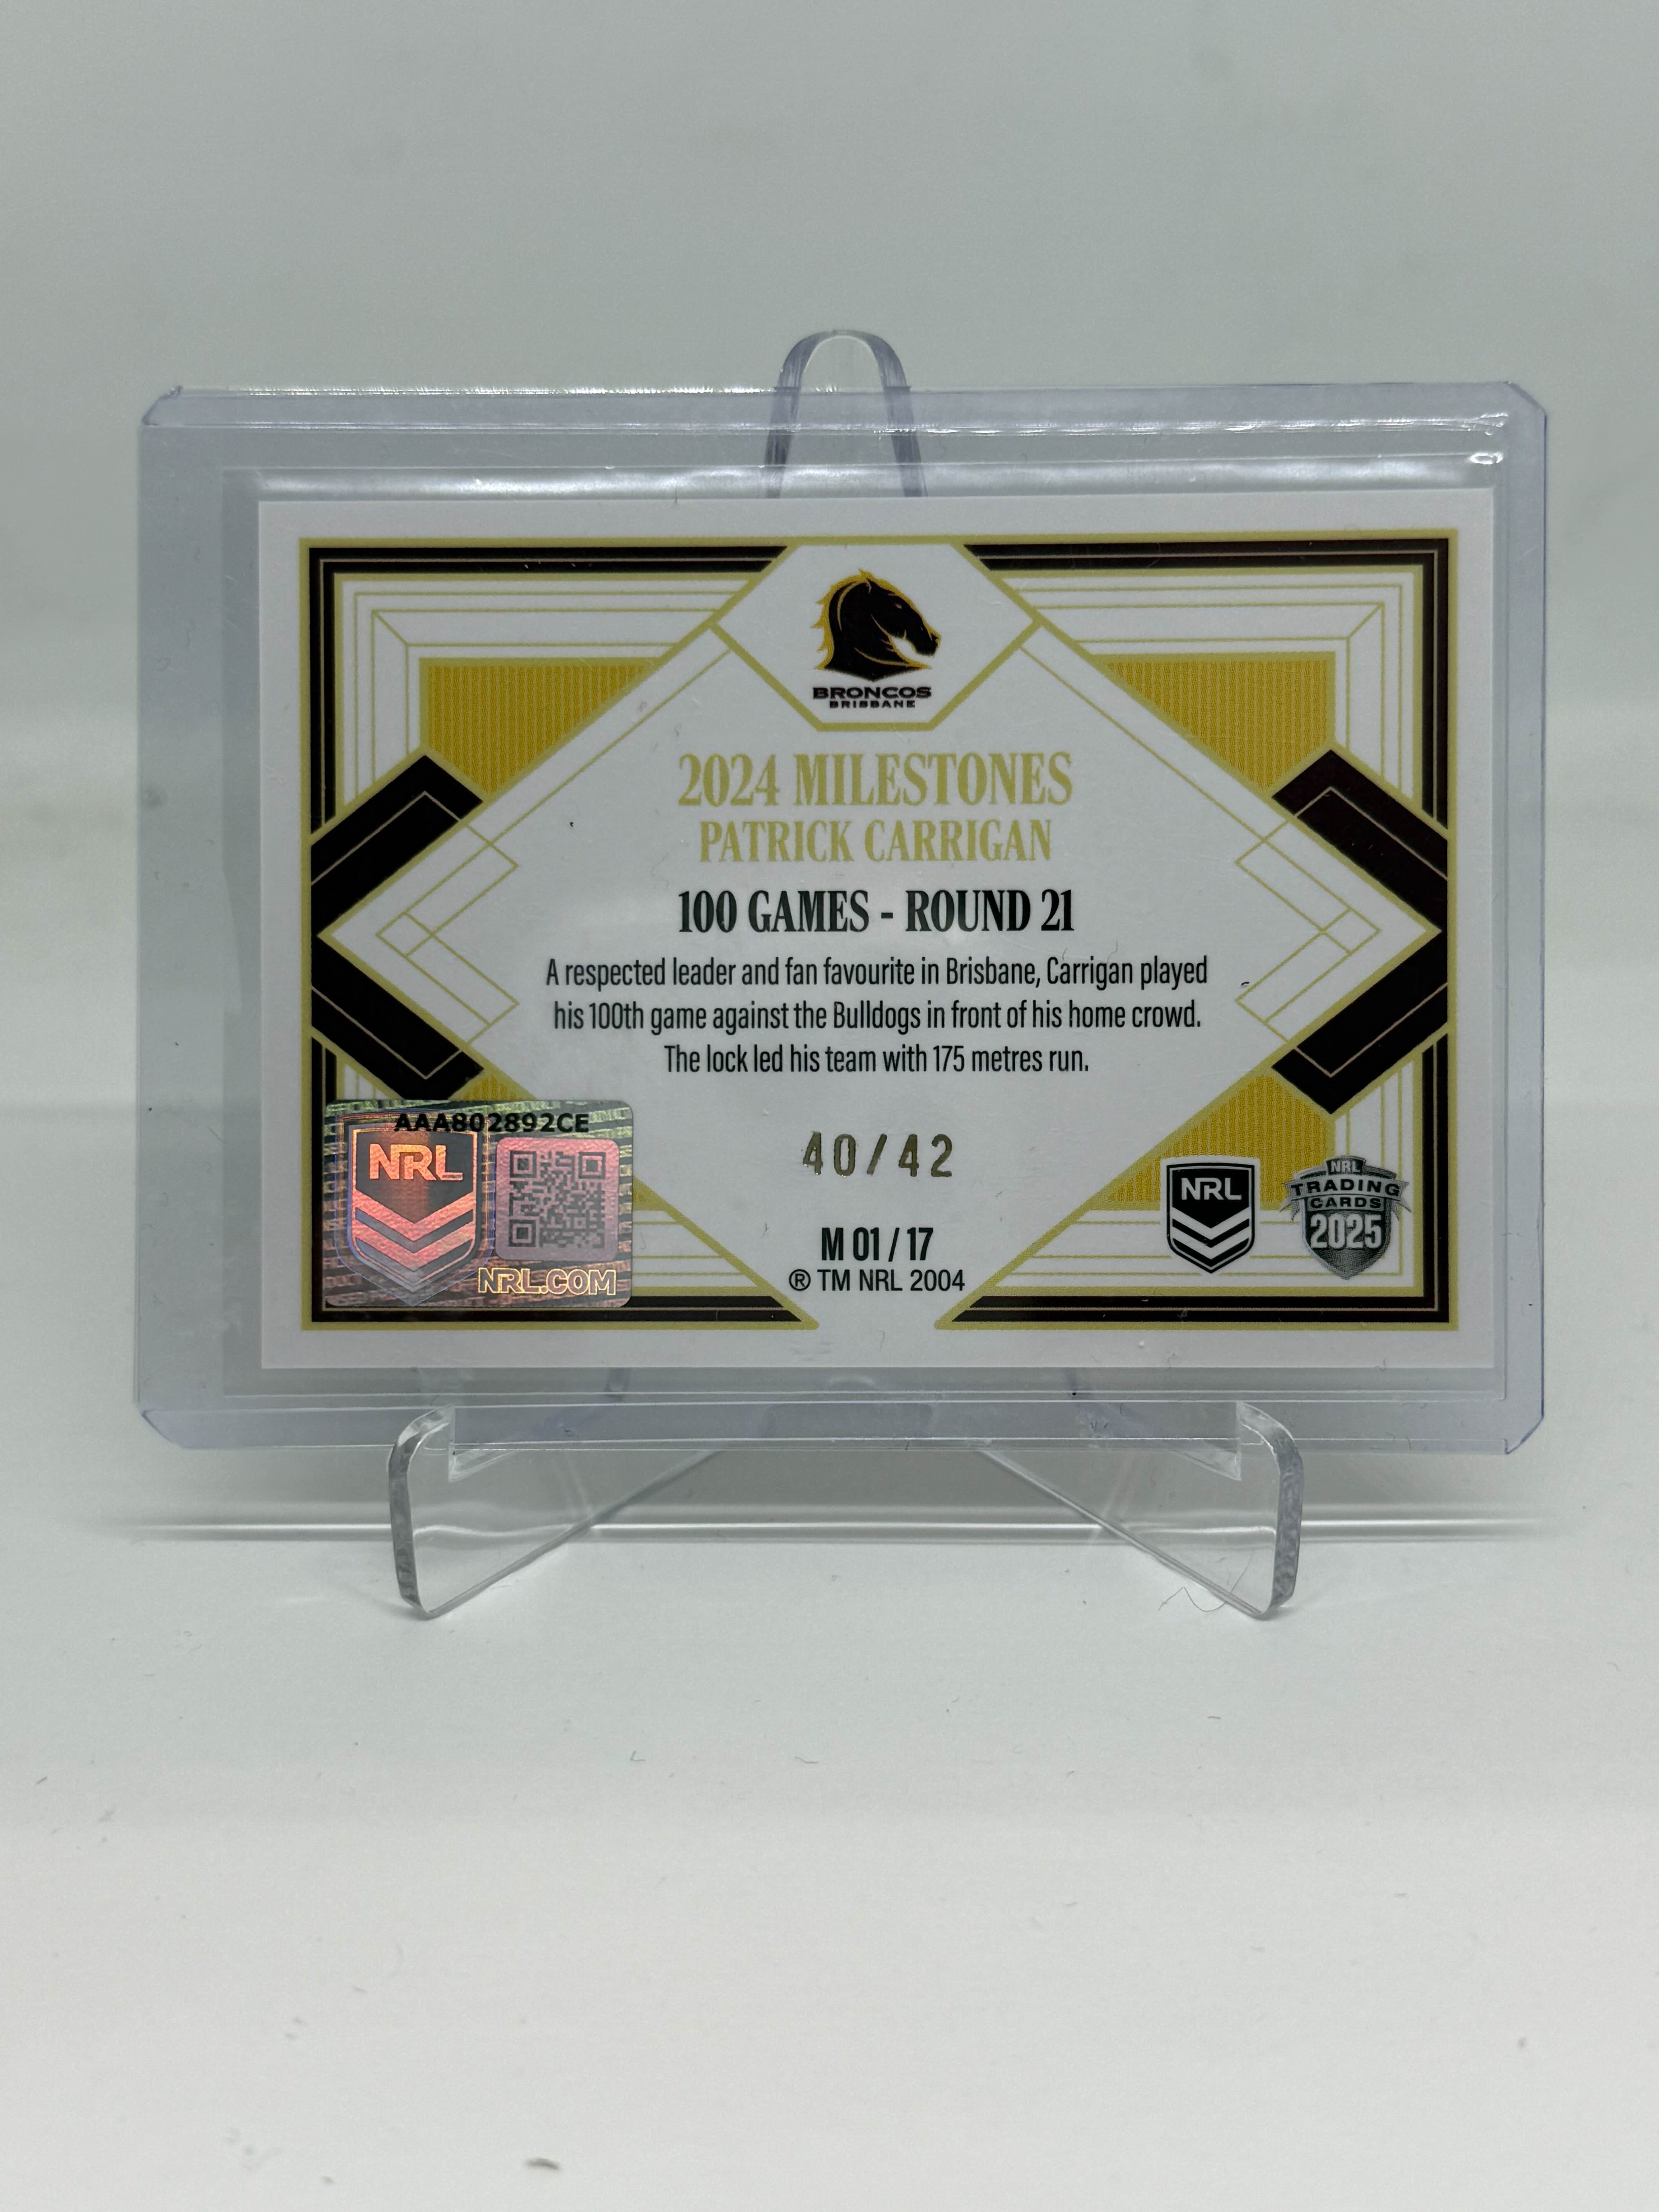 BRONCOS
BRISBANE
2024 MILESTONES
PATRICK CARRIGAN
100 GAMES - ROUND 21
A respected leader and fan favourite in Brisbane, Carrigan played
his 100th game against the Bulldogs in front of his home crowd.
The lock led his team with 175 metres run.
AAA802892CE
NRL
NRL.COM
40/42
M 01 / 17
® TM NRL 2004
NRL
NRL
TRADING
CARDS
2025